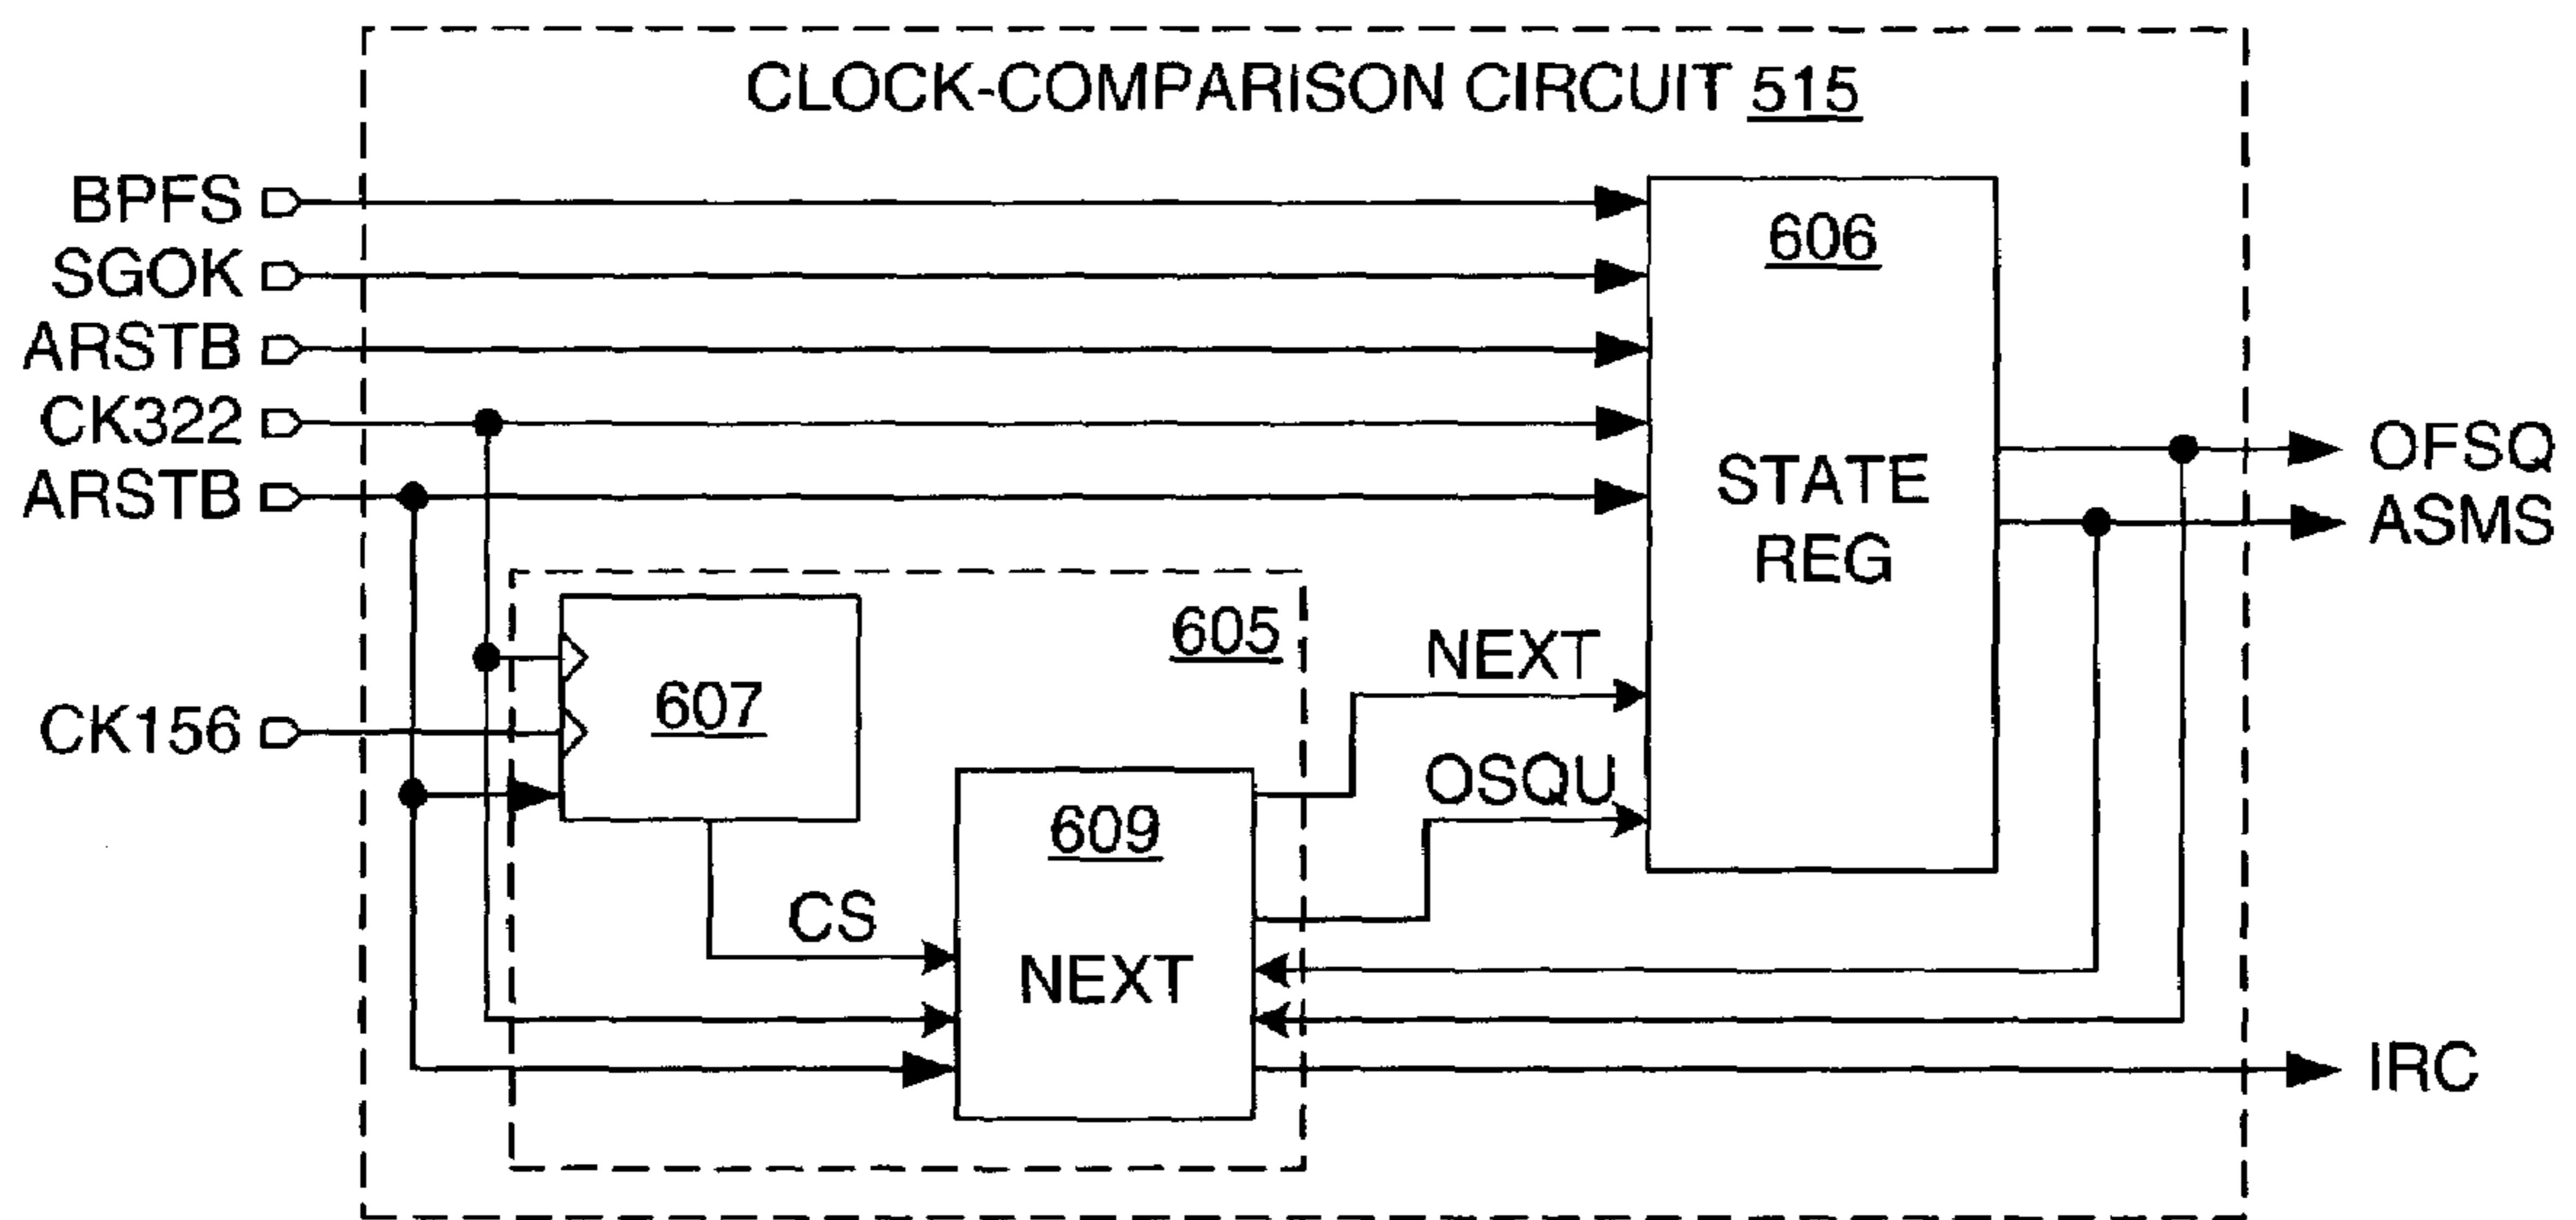 CLOCK-COMPARISON CIRCUIT 515
BPFS
SGOK
ARSTB
CK322
ARSTB
CK156
606
STATE
REG
OFSQ
ASMS
605
607
NEXT
OSQU
609
NEXT
CS
IRC